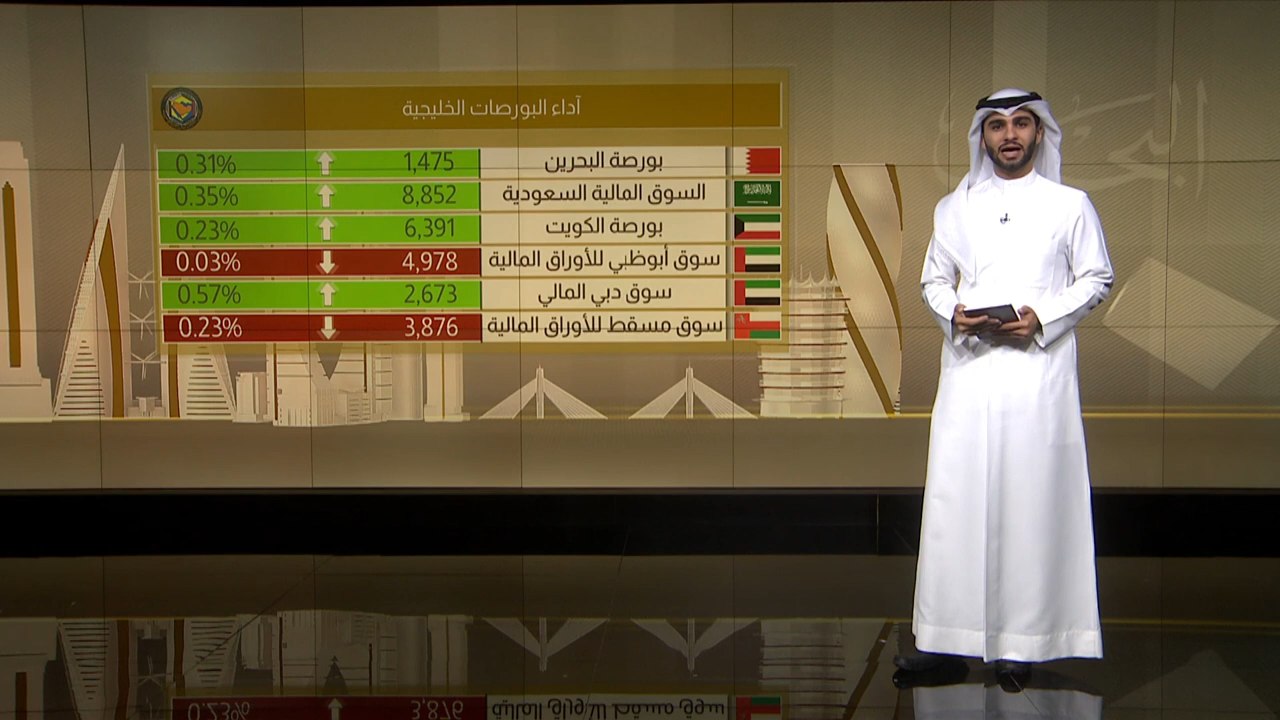 آداء البورصات الخليجية
بورصة البحرين 1,475 0.31%
السوق المالية السعودية 8,852 0.35%
بورصة الكويت 6,391 0.23%
سوق أبوظبي للأوراق المالية 4,978 0.03%
سوق دبي المالي 2,673 0.57%
سوق مسقط للأوراق المالية 3,876 0.23%